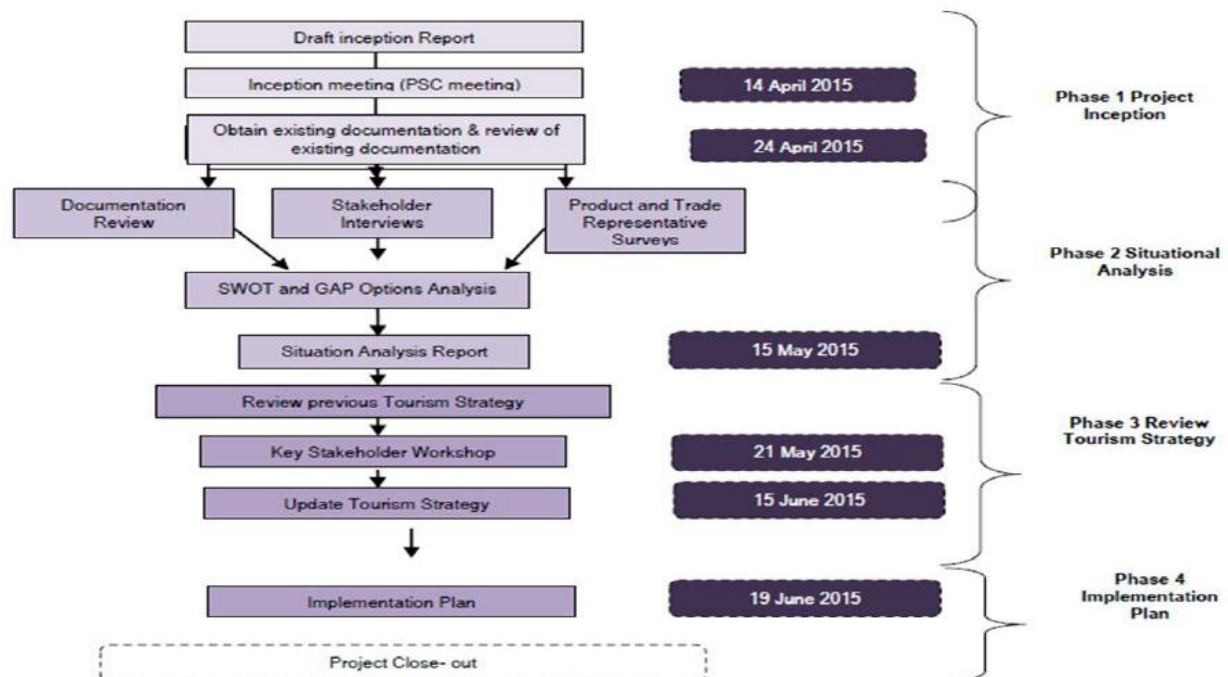 Draft inception Report
Inception meeting (PSC meeting)
14 April 2015
Phase 1 Project
Inception
Obtain existing documentation & review of
existing documentation
24 April 2015
Documentation
Review
Stakeholder
Interviews
Product and Trade
Representative
Surveys
Phase 2 Situational
Analysis
SWOT and GAP Options Analysis
Situation Analysis Report
15 May 2015
Review previous Tourism Strategy
Phase 3 Review
Tourism Strategy
Key Stakeholder Workshop
21 May 2015
Update Tourism Strategy
15 June 2015
Implementation Plan
19 June 2015
Phase 4
Implementation
Plan
Project Close- out